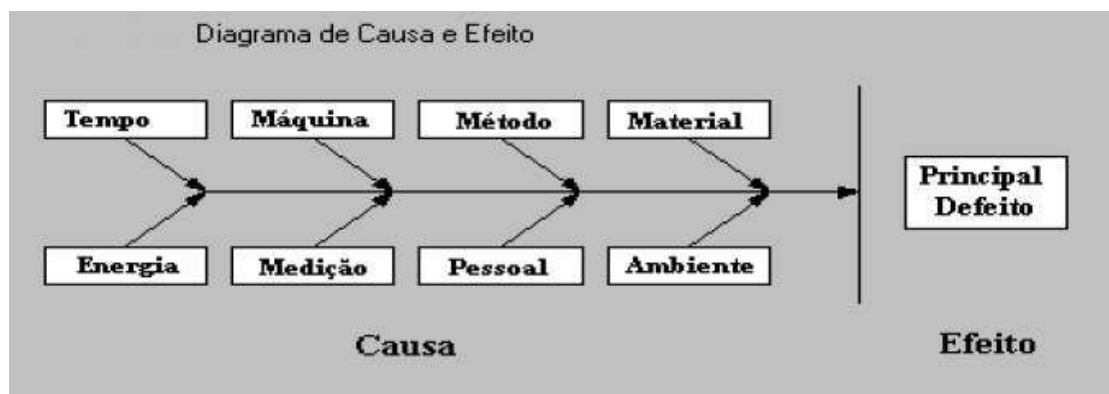 Diagrama de Causa e Efeito
Tempo
Máquina
Método
Material
Principal
Defeito
Energia
Medição
Pessoal
Ambiente
Causa
Efeito